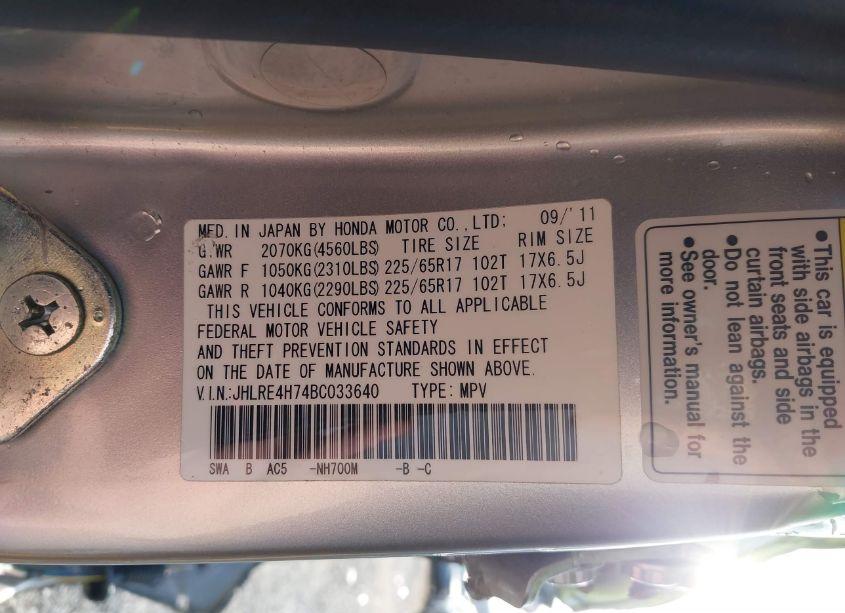 MFD. IN JAPAN BY HONDA MOTOR CO., LTD: 09/'11
G.WR 2070KG(4560LBS) TIRE SIZE RIM SIZE
GAWR F 1050KG(2310LBS) 225/65R17 102T 17X6.5J
GAWR R 1040KG(2290LBS) 225/65R17 102T 17X6.5J
THIS VEHICLE CONFORMS TO ALL APPLICABLE
FEDERAL MOTOR VEHICLE SAFETY
AND THEFT PREVENTION STANDARDS IN EFFECT
ON THE DATE OF MANUFACTURE SHOWN ABOVE.
V.I.N.:JHLRE4H74BC033640 TYPE: MPV
SWA B AC5 -NH700M -B -C
•This car is equipped
with side airbags in the
front seats and side
curtain airbags.
•Do not lean against the
door.
•See owner's manual for
more information.